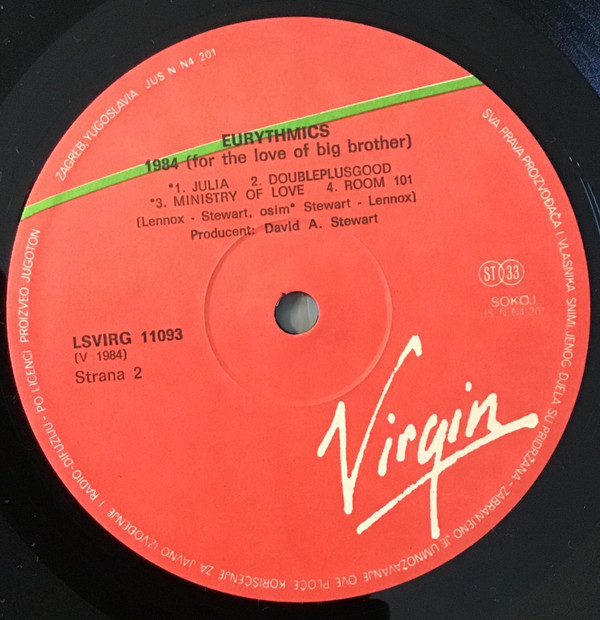 EURYTHMICS
1984 (for the love of big brother)
*1. JULIA 2. DOUBLEPLUSGOOD
*3. MINISTRY OF LOVE 4. ROOM 101
(Lennox - Stewart, osim* Stewart - Lennox)
Producent: David A. Stewart
ST 33
SOKOJ
LSVIRG 11093
(V 1984)
Strana 2
Virgin
ZAGREB, YUGOSLAVIA JUS N N4 201
SVA PRAVA PROIZVOĐAČA I VLASNIKA SNIMLJENOG DJELA SU PRIDRŽANA - ZABRANJENO JE UMNOŽAVANJE OVE PLOČE, KORIŠĆENJE ZA JAVNO IZVOĐENJE I RADIO-DIFUZIJU - PO LICENCI PROIZVEO JUGOTON